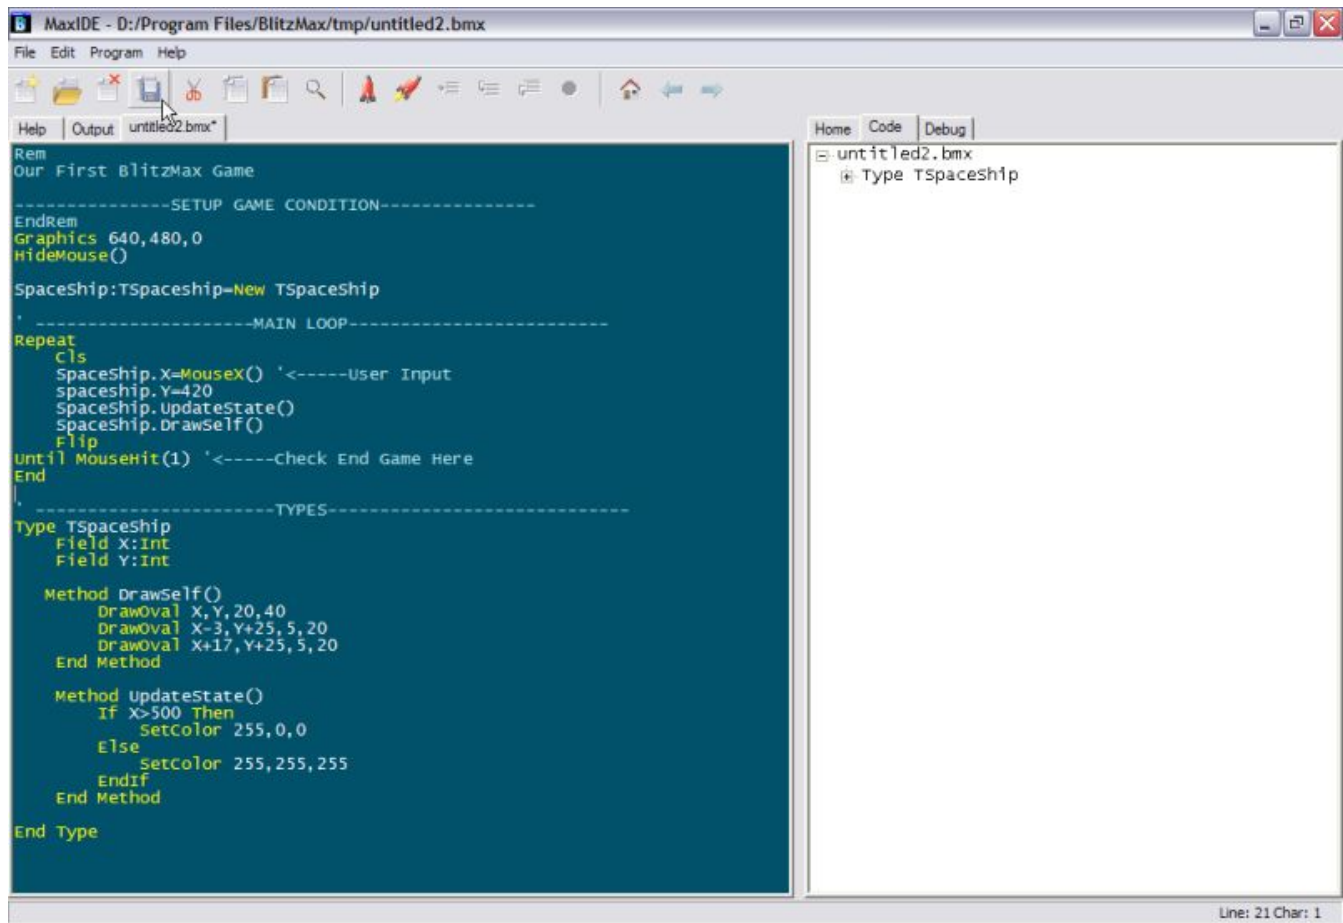 MaxIDE - D:/Program Files/BlitzMax/tmp/untitled2.bmx
File Edit Program Help
Help Output untitled2.bmx*
Home Code Debug
Rem
Our First BlitzMax Game
---------------SETUP GAME CONDITION---------------
EndRem
Graphics 640,480,0
HideMouse()
SpaceShip:TSpaceship=New TSpaceShip
' ---------------------MAIN LOOP-------------------------
Repeat
Cls
SpaceShip.X=MouseX() '<-----User Input
spaceship.Y=420
SpaceShip.UpdateState()
SpaceShip.DrawSelf()
Flip
Until MouseHit(1) '<-----Check End Game Here
End
' -----------------------TYPES-----------------------------
Type TSpaceShip
Field X:Int
Field Y:Int
Method DrawSelf()
DrawOval X,Y,20,40
DrawOval X-3,Y+25,5,20
DrawOval X+17,Y+25,5,20
End Method
Method UpdateState()
If X>500 Then
SetColor 255,0,0
Else
SetColor 255,255,255
EndIf
End Method
End Type
untitled2.bmx
Type TSpaceShip
Line: 21 Char: 1